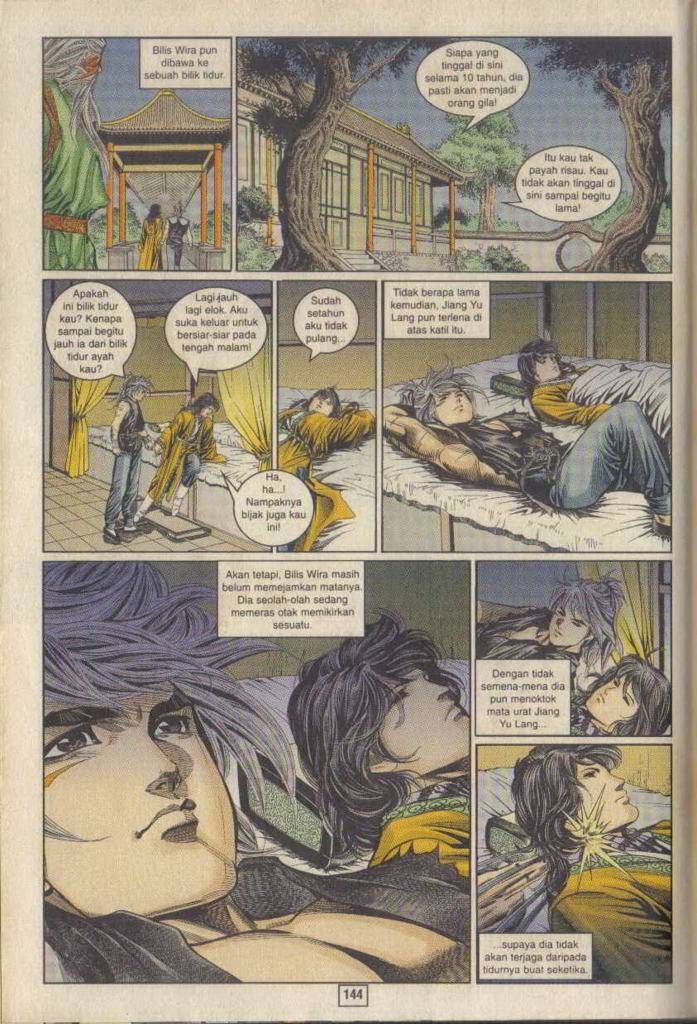 Bilis Wira pun
dibawa ke
sebuah bilik tidur.
Siapa yang
tinggal di sini
selama 10 tahun, dia
pasti akan menjadi
orang gila!
Itu kau tak
payah risau. Kau
tidak akan tinggal di
sini sampai begitu
lama!
Apakah
ini bilik tidur
kau? Kenapa
sampai begitu
jauh ia dari bilik
tidur ayah
kau?
Lagi jauh
lagi elok. Aku
suka keluar untuk
bersiar-siar pada
tengah malam!
Ha,
ha...!
Nampaknya
bijak juga kau
ini!
Sudah
setahun
aku tidak
pulang...
Tidak berapa lama
kemudian, Jiang Yu
Lang pun terlena di
atas katil itu.
Akan tetapi, Bilis Wira masih
belum memejamkan matanya.
Dia seolah-olah sedang
memeras otak memikirkan
sesuatu.
Dengan tidak
semena-mena dia
pun menotok
mata urat Jiang
Yu Lang...
...supaya dia tidak
akan terjaga daripada
tidurnya buat seketika.
144